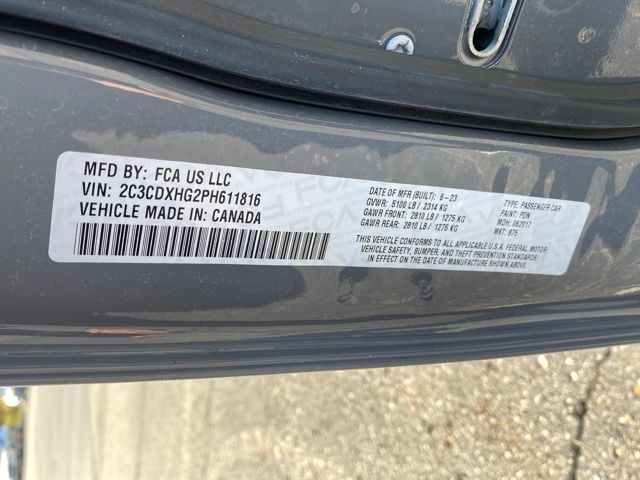 MFD BY: FCA US LLC
VIN: 2C3CDXHG2PH611816
VEHICLE MADE IN: CANADA
DATE OF MFR (BUILT): 6-23
GVWR: 5100 LB / 2314 KG
GAWR FRONT: 2810 LB / 1275 KG
GAWR REAR: 2810 LB / 1275 KG
TYPE: PASSENGER CAR
PAINT: PDN
MDH: 062017
MKT: 875
THIS VEHICLE CONFORMS TO ALL APPLICABLE U.S.A. FEDERAL MOTOR
VEHICLE SAFETY, BUMPER, AND THEFT PREVENTION STANDARDS
IN EFFECT ON THE DATE OF MANUFACTURE SHOWN ABOVE.